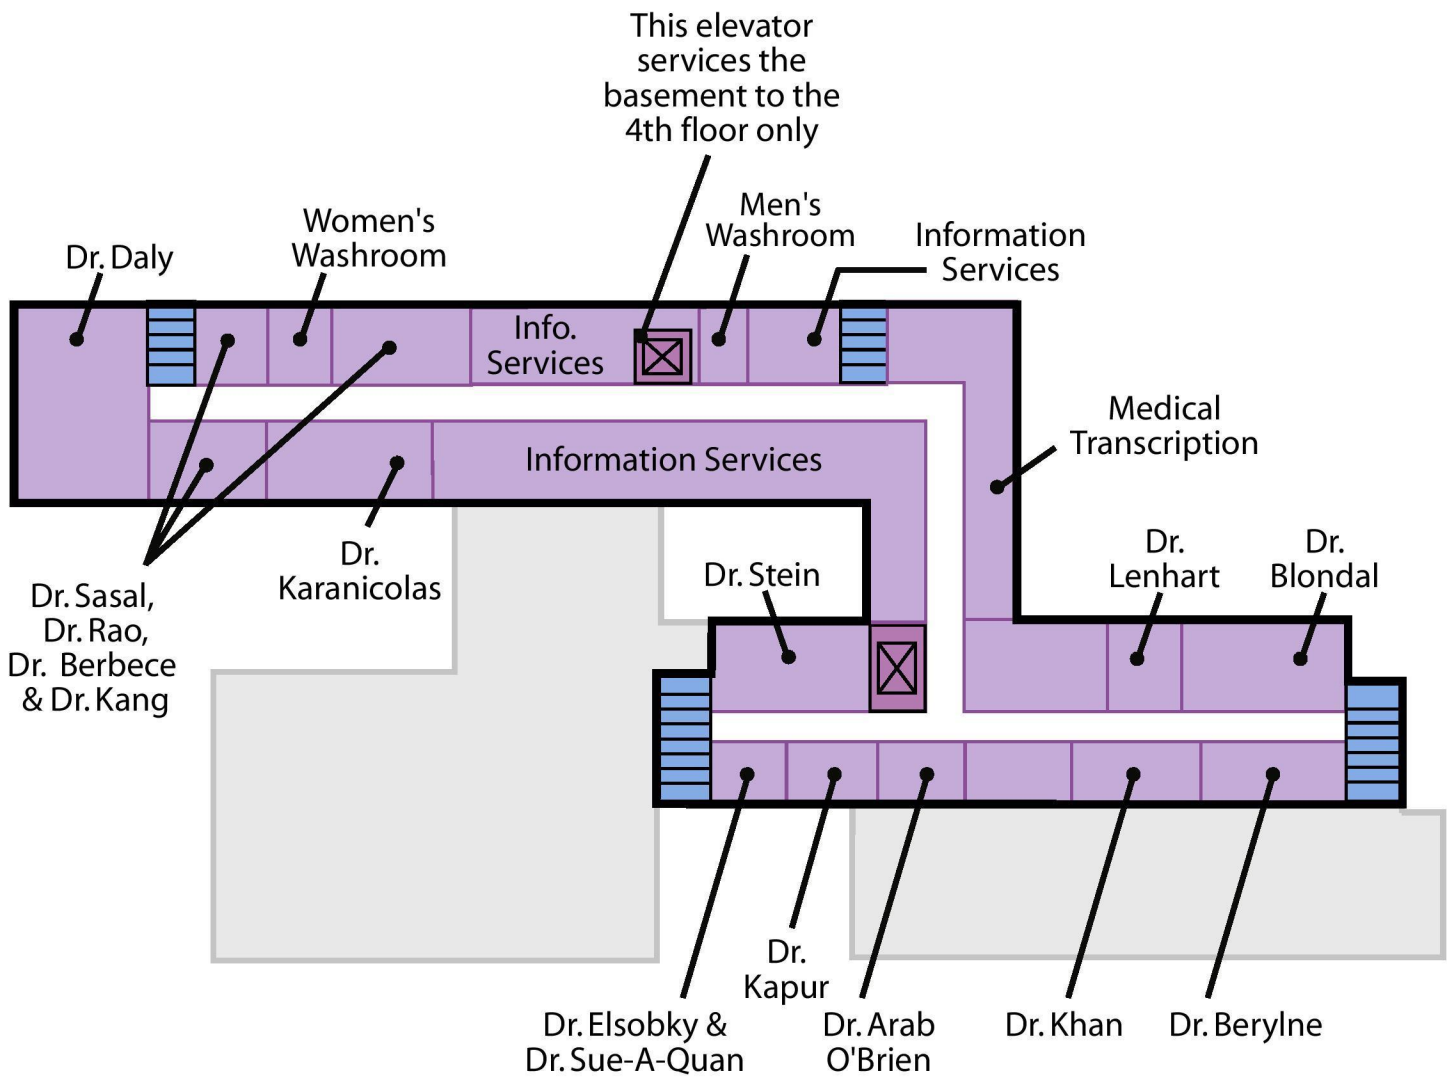 This elevator
services the
basement to the
4th floor only
Men's
Washroom
Women's
Washroom
Information
Services
Dr. Daly
Info.
Services
Medical
Transcription
Information Services
Dr.
Lenhart
Dr.
Blondal
Dr.
Karanicolas
Dr. Stein
Dr. Sasal,
Dr. Rao,
Dr. Berbece
& Dr. Kang
Dr.
Kapur
Dr. Elsobky &
Dr. Sue-A-Quan
Dr. Arab
O'Brien
Dr. Khan
Dr. Berylne